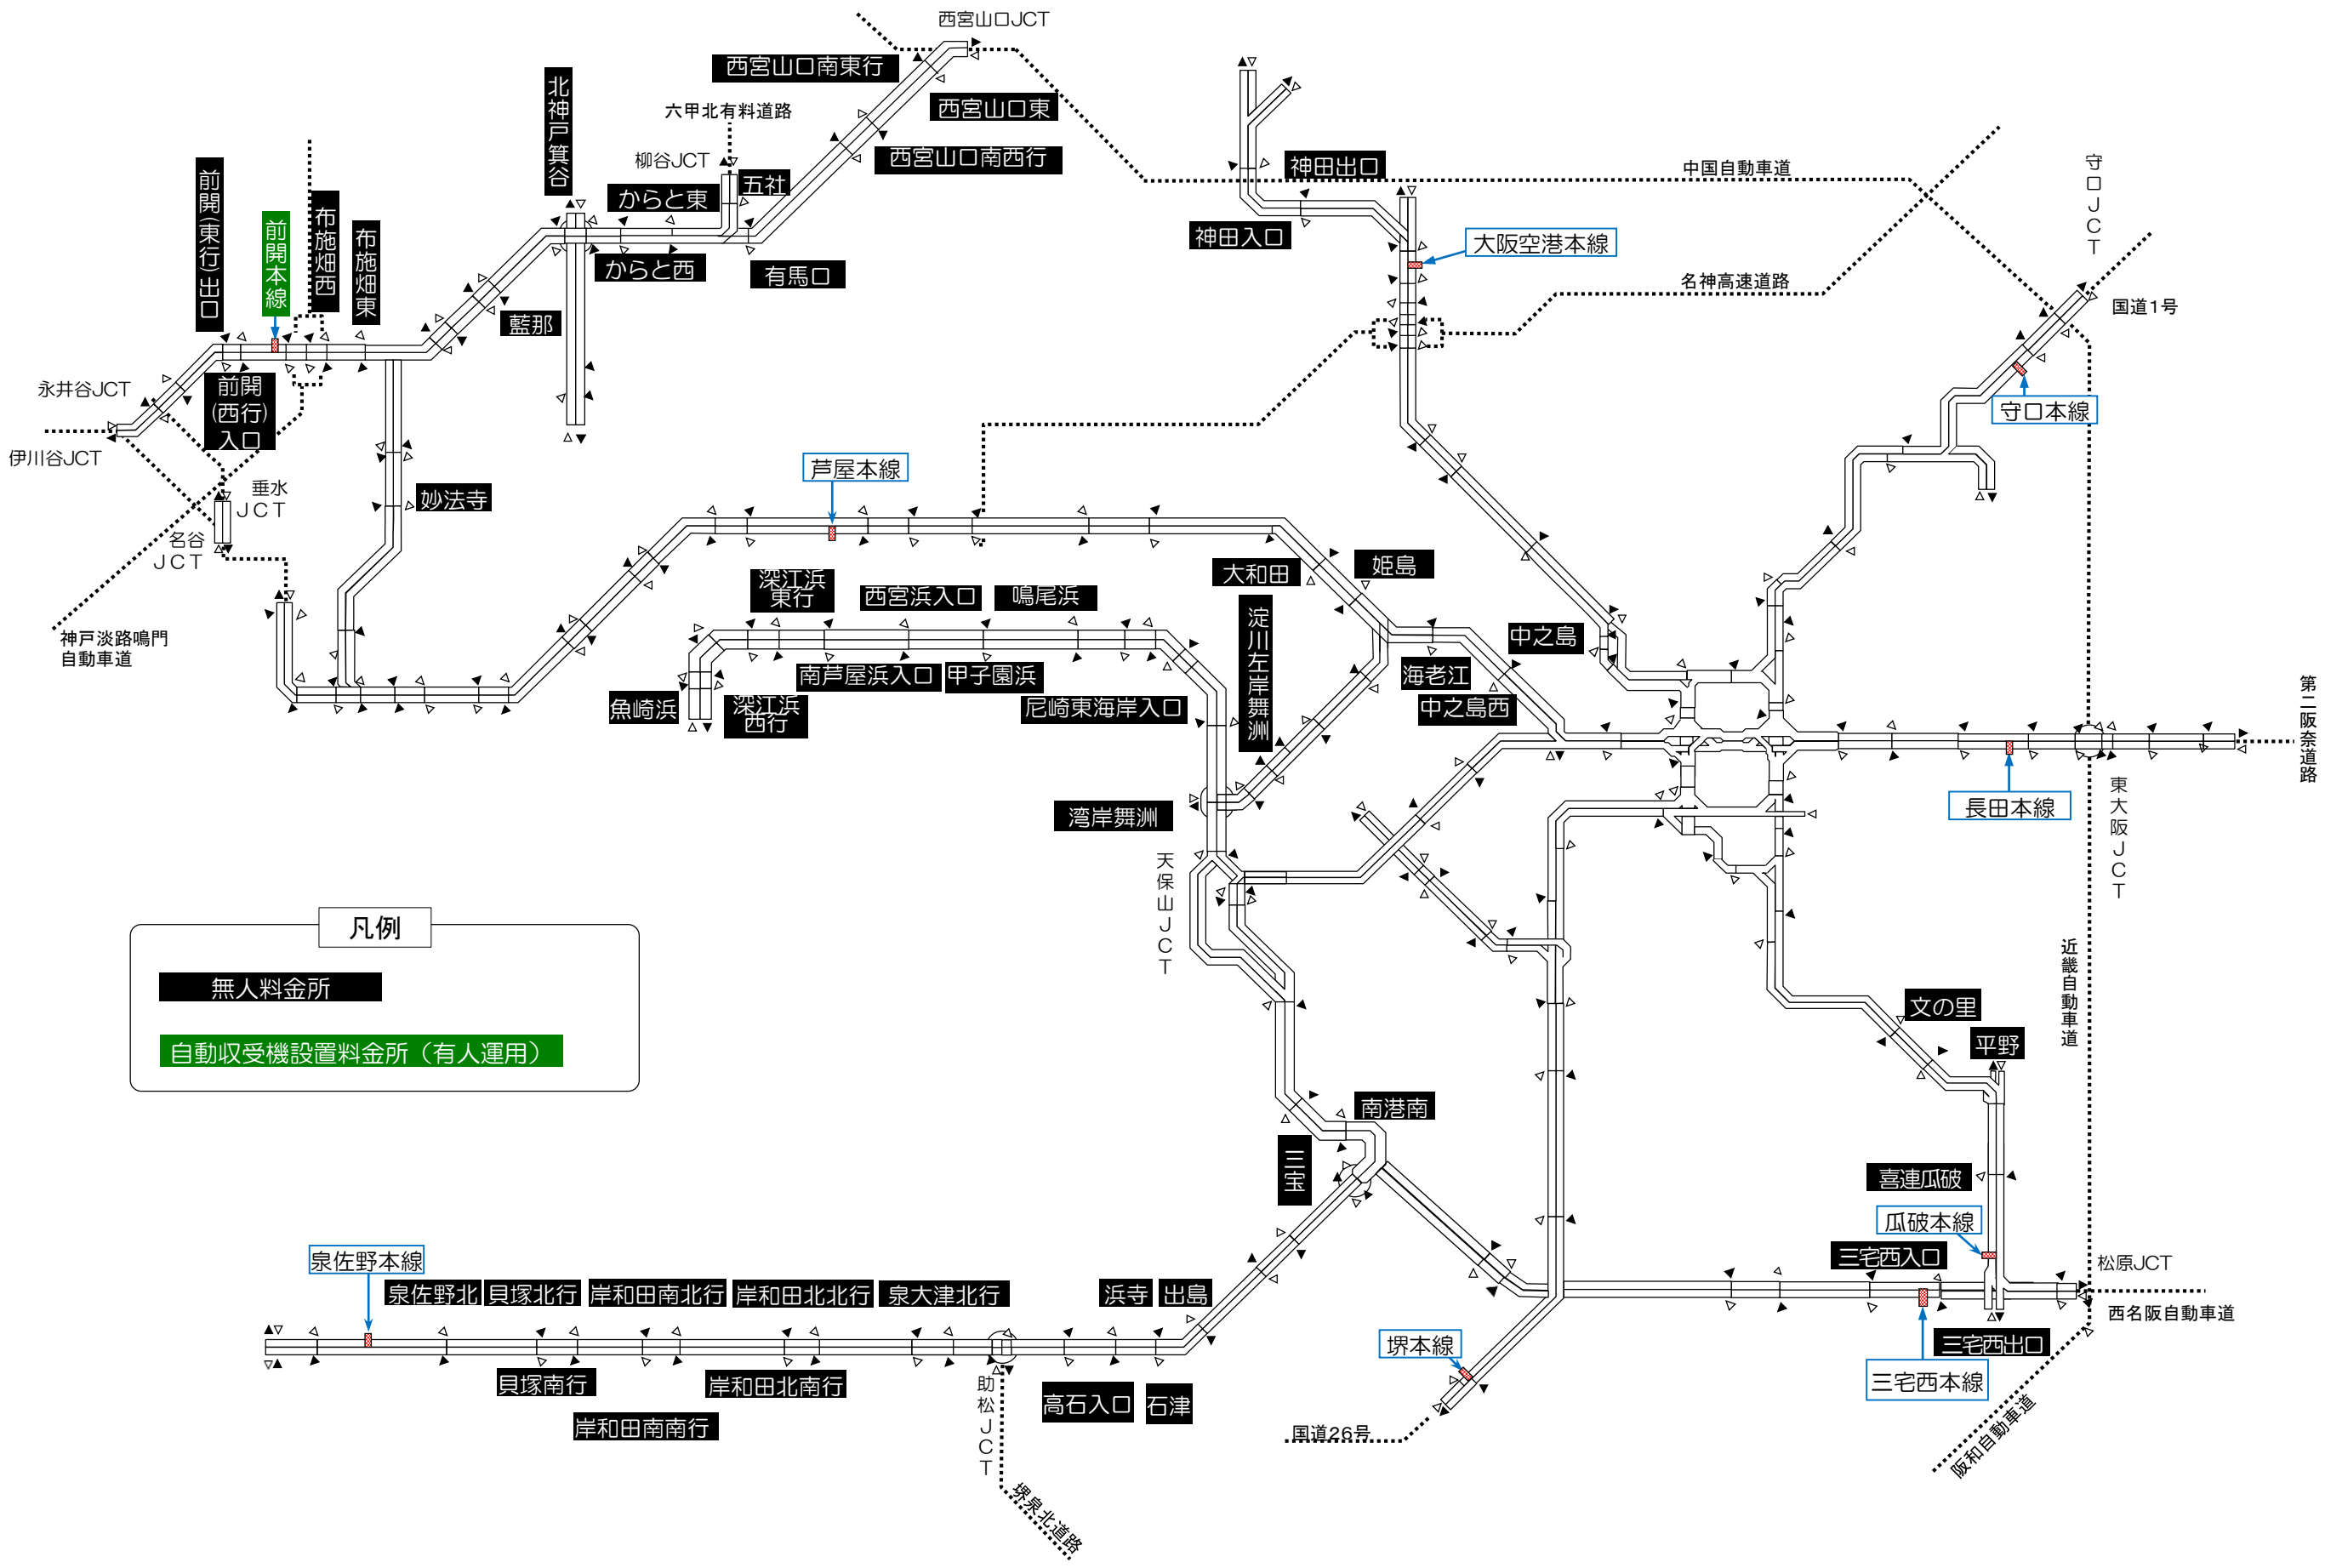 西宮山口JCT
西宮山口南東行
西宮山口東
六甲北有料道路
北神戸箕谷
柳谷JCT
五社
西宮山口南西行
神田出口
中国自動車道
守口JCT
前開(東行)出口
前開本線
布施畑西
布施畑東
からと東
からと西
有馬口
神田入口
大阪空港本線
名神高速道路
国道1号
藍那
永井谷JCT
前開
(西行)
入口
伊川谷JCT
守口本線
芦屋本線
垂水
JCT
妙法寺
名谷
JCT
神戸淡路鳴門
自動車道
大和田
姫島
深江浜
東行
西宮浜入口
鳴尾浜
淀川左岸舞洲
中之島
海老江
中之島西
南芦屋浜入口
甲子園浜
魚崎浜
深江浜
西行
尼崎東海岸入口
第二阪奈道路
長田本線
東大阪JCT
湾岸舞洲
天保山JCT
凡例
無人料金所
自動収受機設置料金所（有人運用）
近畿自動車道
文の里
平野
南港南
三宝
喜連瓜破
瓜破本線
三宅西入口
松原JCT
西名阪自動車道
三宅西出口
三宅西本線
阪和自動車道
泉佐野本線
泉佐野北
貝塚北行
岸和田南北行
岸和田北北行
泉大津北行
浜寺
出島
貝塚南行
岸和田北南行
岸和田南南行
助松JCT
高石入口
石津
堺本線
国道26号
堺泉北道路